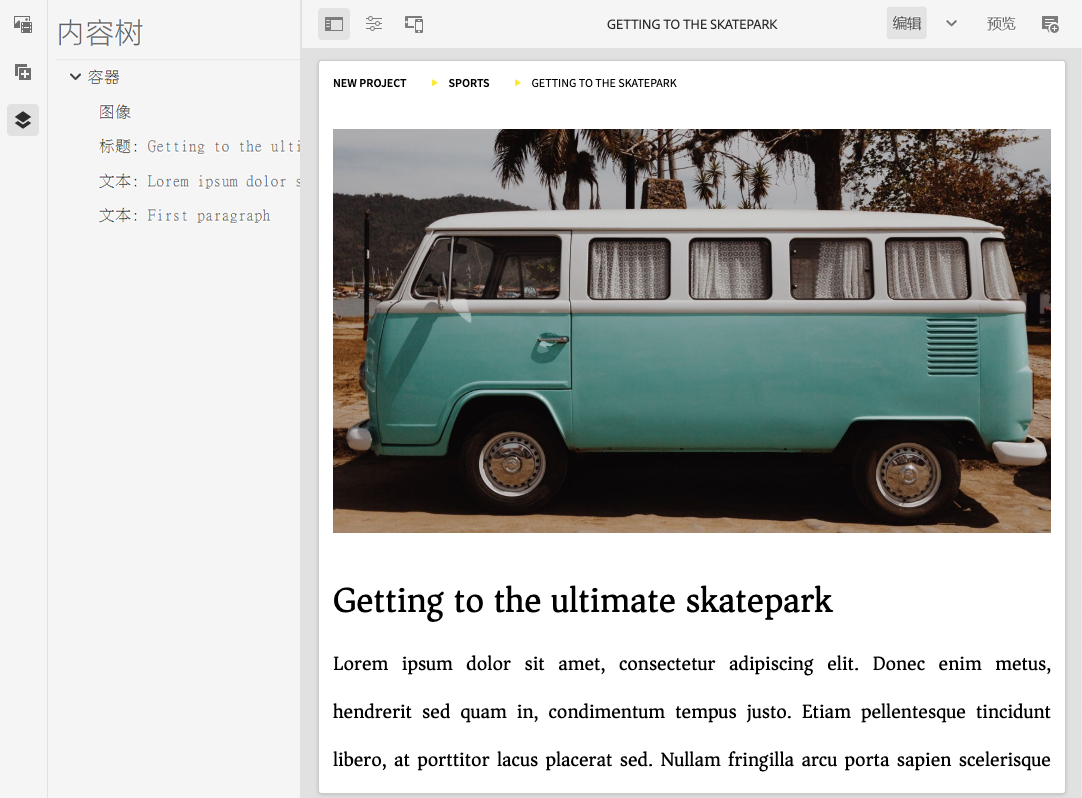 内容树
容器
图像
标题: Getting to the ulti
文本: Lorem ipsum dolor s
文本: First paragraph
GETTING TO THE SKATEPARK
编辑
预览
NEW PROJECT SPORTS GETTING TO THE SKATEPARK
Getting to the ultimate skatepark
Lorem ipsum dolor sit amet, consectetur adipiscing elit. Donec enim metus,
hendrerit sed quam in, condimentum tempus justo. Etiam pellentesque tincidunt
libero, at porttitor lacus placerat sed. Nullam fringilla arcu porta sapien scelerisque